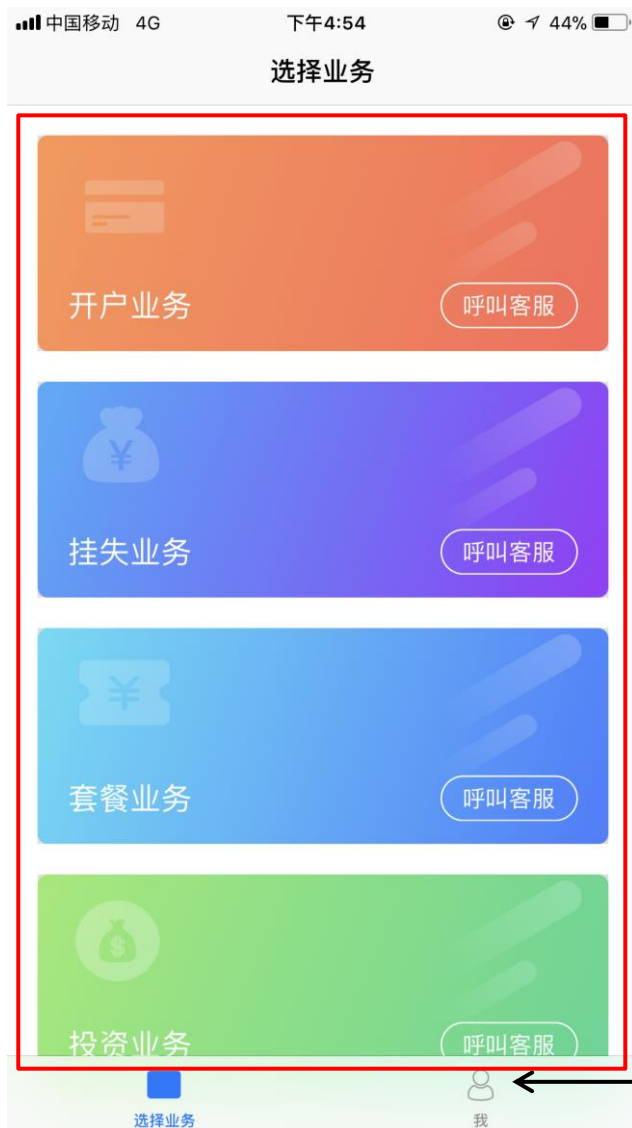 中国移动 4G 下午4:54 44%
选择业务
开户业务 呼叫客服
¥
挂失业务 呼叫客服
¥
套餐业务 呼叫客服
$
投资业务 呼叫客服
选择业务 我